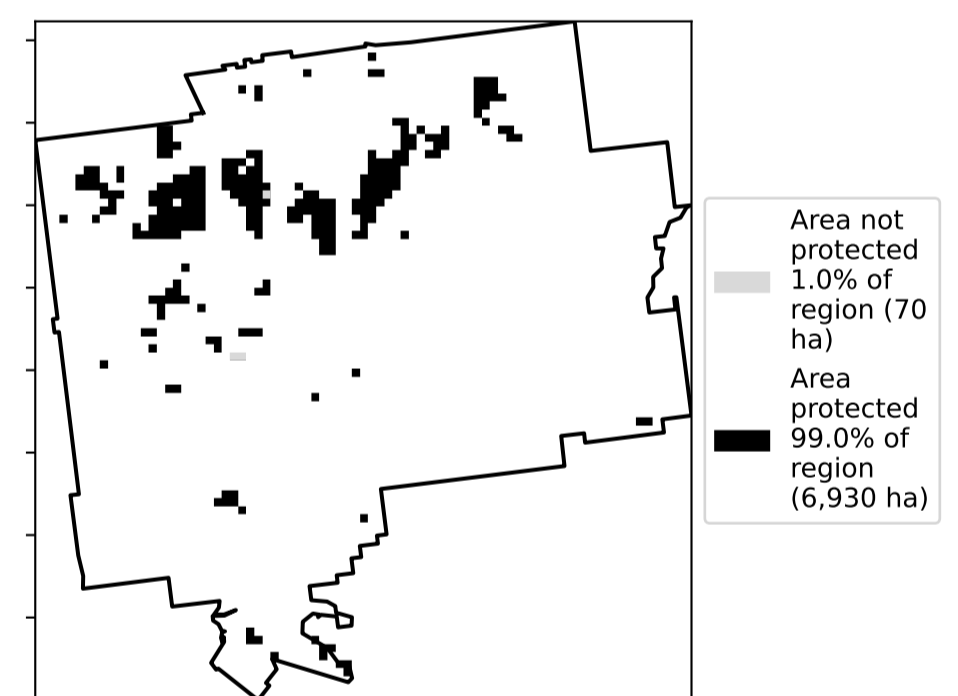 Area not
protected
1.0% of
region (70
ha)
Area
protected
99.0% of
region
(6,930 ha)